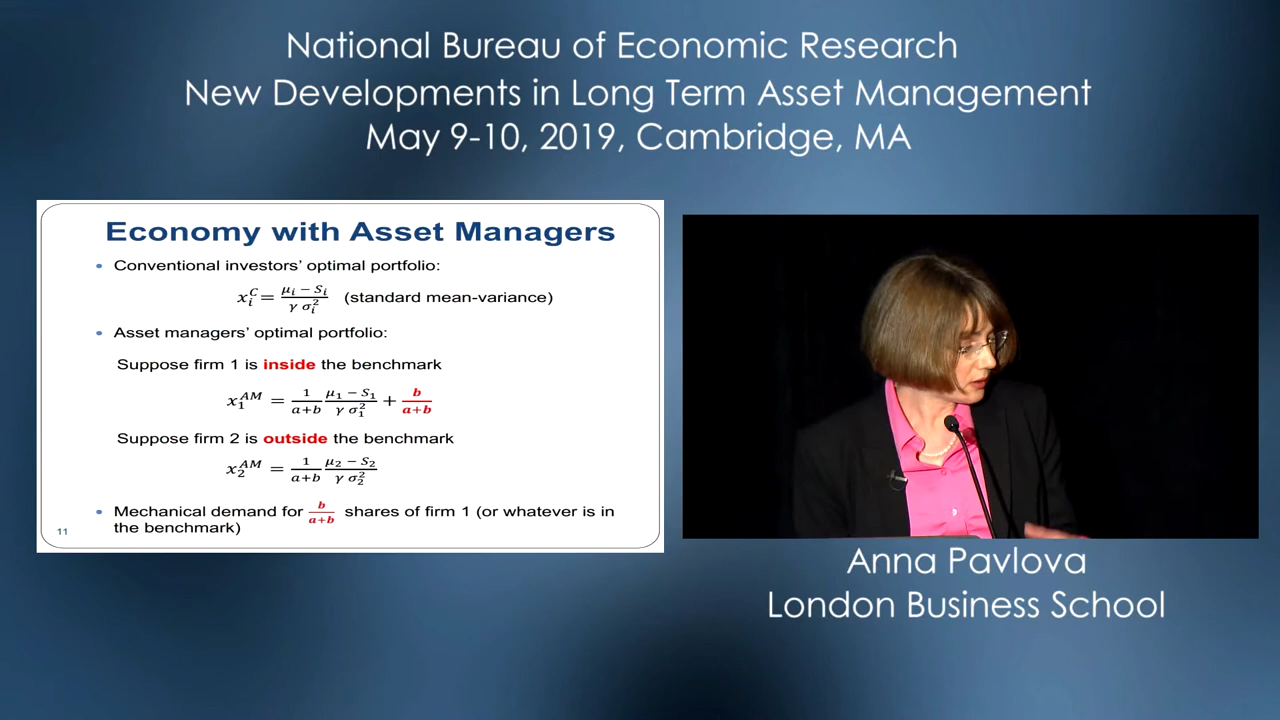 National Bureau of Economic Research
New Developments in Long Term Asset Management
May 9-10, 2019, Cambridge, MA
Economy with Asset Managers
• Conventional investors' optimal portfolio:
x_i^C = (μ_i − S_i)/(γ σ_i^2) (standard mean-variance)
• Asset managers' optimal portfolio:
Suppose firm 1 is inside the benchmark
x_1^AM = 1/(a+b) (μ_1 − S_1)/(γ σ_1^2) + b/(a+b)
Suppose firm 2 is outside the benchmark
x_2^AM = 1/(a+b) (μ_2 − S_2)/(γ σ_2^2)
• Mechanical demand for b/(a+b) shares of firm 1 (or whatever is in
the benchmark)
11
Anna Pavlova
London Business School